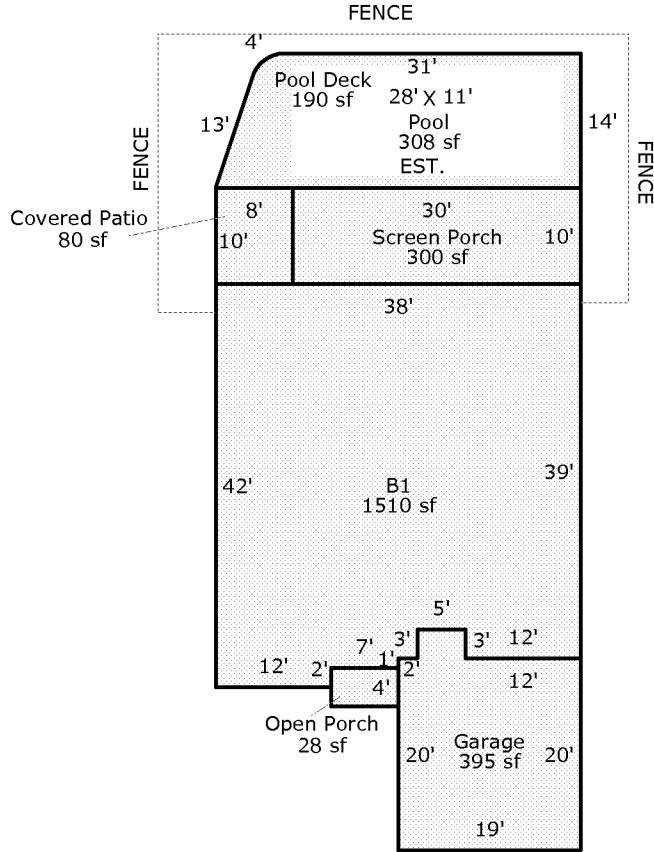 FENCE
4'
31'
Pool Deck
190 sf
28' X 11'
Pool
308 sf
EST.
13'
14'
FENCE
FENCE
Covered Patio
80 sf
8'
10'
30'
Screen Porch
300 sf
10'
38'
42'
39'
B1
1510 sf
5'
3'
3'
12'
7'
1'
2'
12'
2'
12'
4'
Open Porch
28 sf
Garage
395 sf
20'
20'
19'